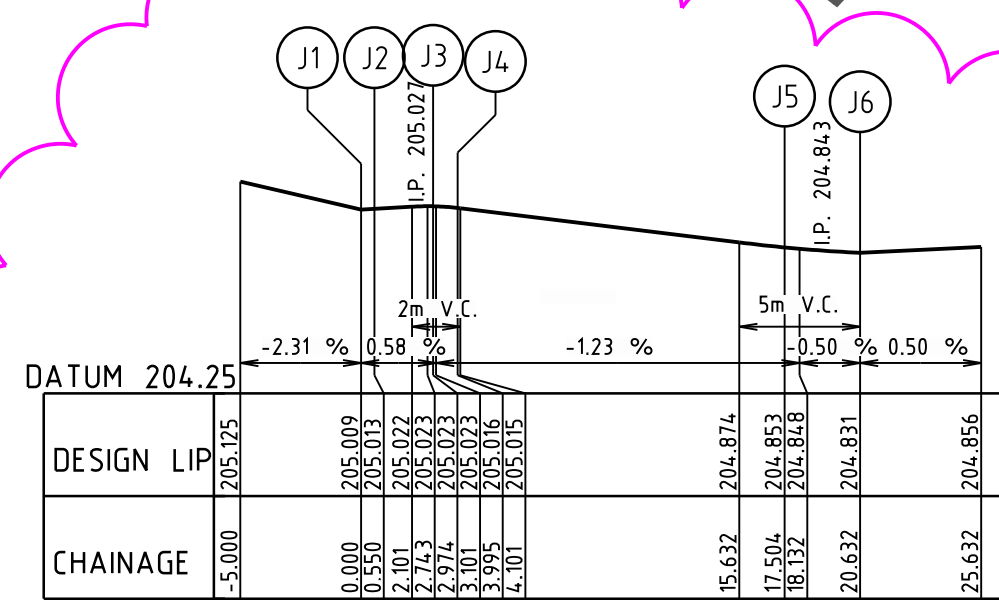 J1 J2 J3 J4
J5 J6
I.P. 205.027
I.P. 204.843
2m V.C.
5m V.C.
-2.31 % 0.58 % -1.23 % -0.50 % 0.50 %
DATUM 204.25
DESIGN LIP 205.125 205.009 205.013 205.022 205.023 205.023 205.023 205.016 205.015 204.874 204.853 204.848 204.831 204.856
CHAINAGE -5.000 0.000 0.550 2.101 2.743 2.974 3.101 3.995 4.101 15.632 17.504 18.132 20.632 25.632